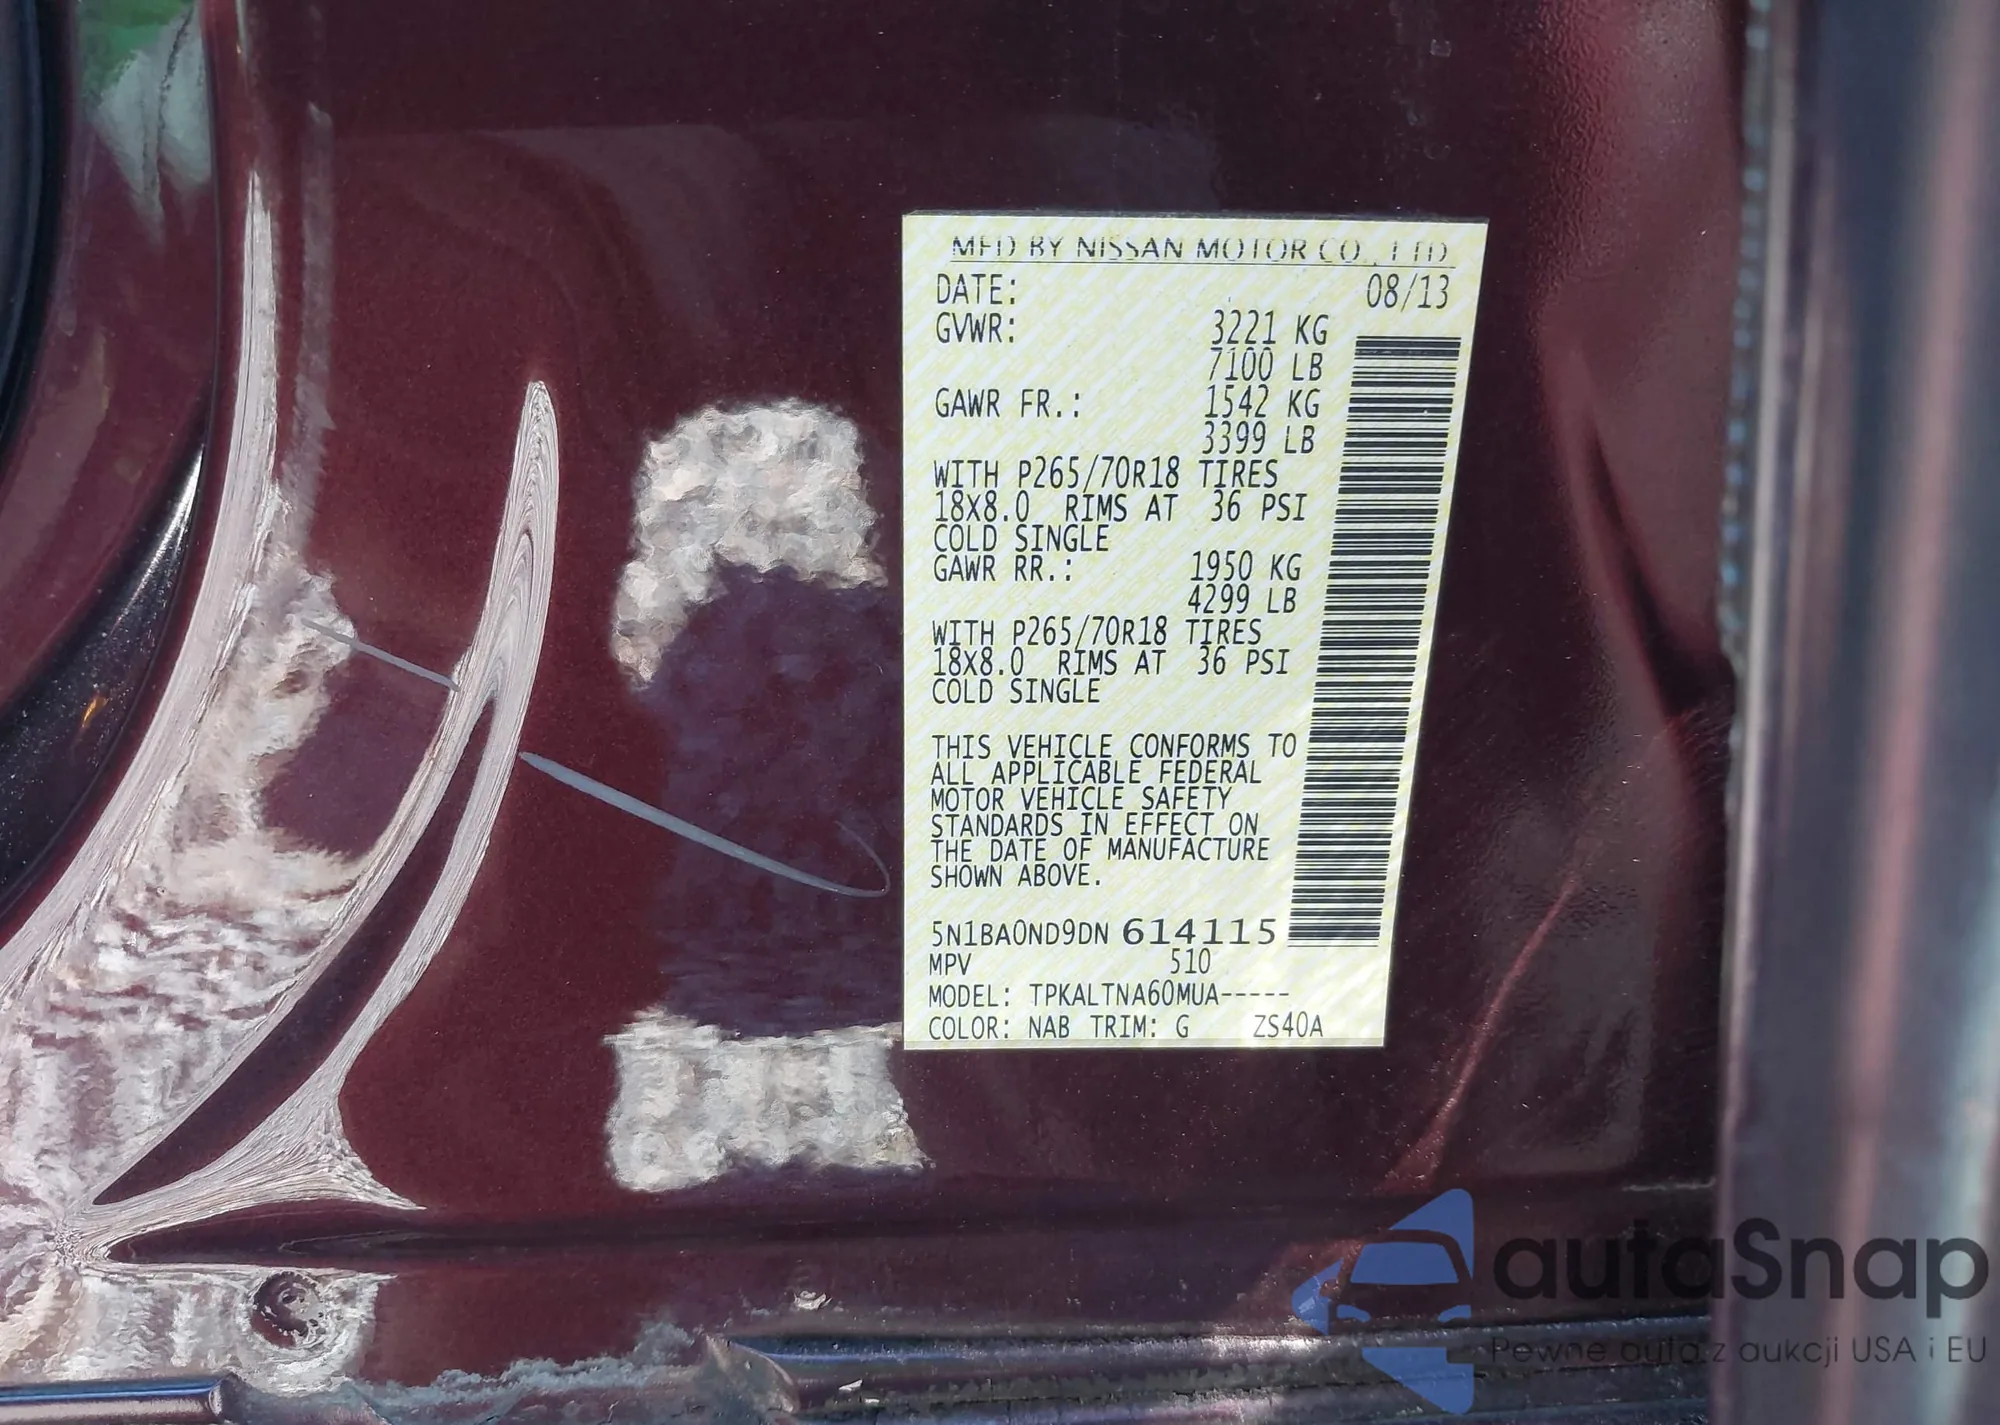 MFD BY NISSAN MOTOR CO., LTD
DATE: 08/13
GVWR: 3221 KG
7100 LB
GAWR FR.: 1542 KG
3399 LB
WITH P265/70R18 TIRES
18X8.0 RIMS AT 36 PSI
COLD SINGLE
GAWR RR.: 1950 KG
4299 LB
WITH P265/70R18 TIRES
18X8.0 RIMS AT 36 PSI
COLD SINGLE
THIS VEHICLE CONFORMS TO
ALL APPLICABLE FEDERAL
MOTOR VEHICLE SAFETY
STANDARDS IN EFFECT ON
THE DATE OF MANUFACTURE
SHOWN ABOVE.
5N1BA0ND9DN 614115
MPV 510
MODEL: TPKALTNA60MUA-----
COLOR: NAB TRIM: G ZS40A
autaSnap
Pewne auta z aukcji USA i EU